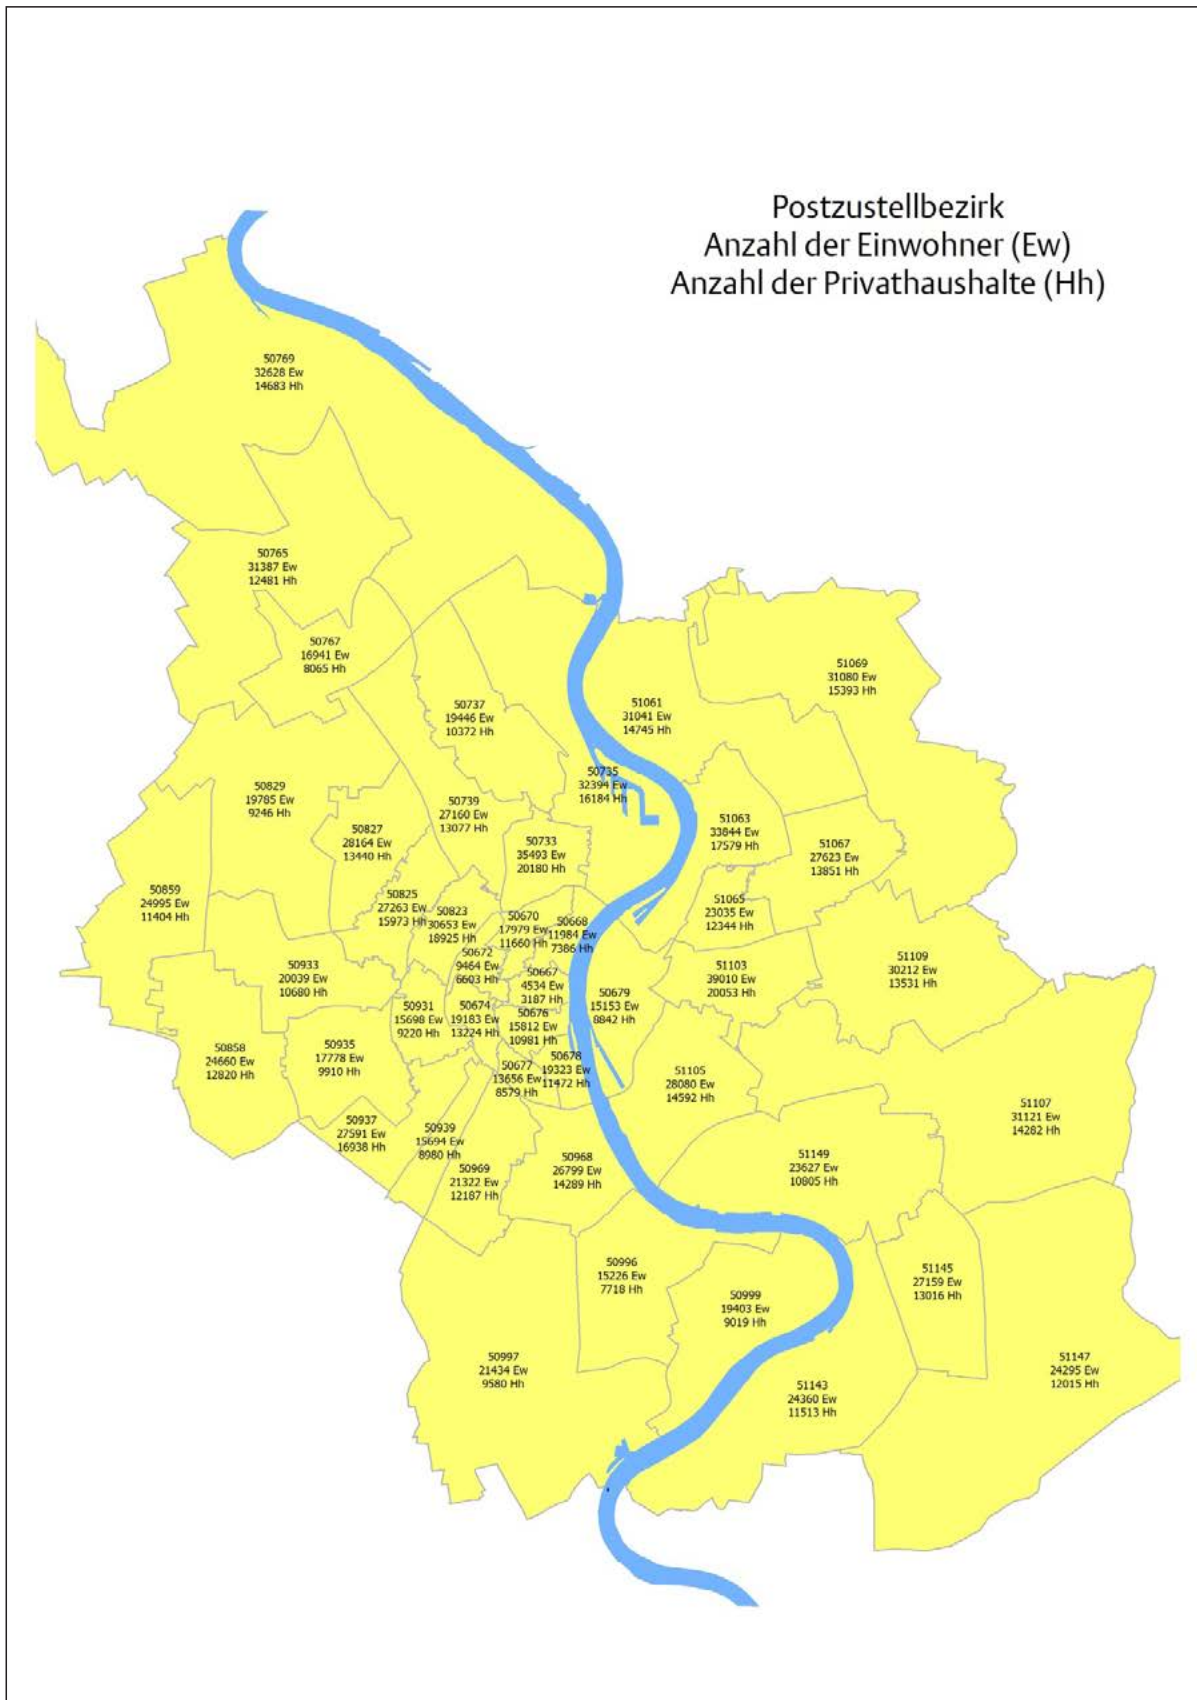 Postzustellbezirk
Anzahl der Einwohner (Ew)
Anzahl der Privathaushalte (Hh)
50769
32628 Ew
14683 Hh
50765
31387 Ew
12481 Hh
50767
16941 Ew
8065 Hh
51069
31080 Ew
15393 Hh
50737
19446 Ew
10372 Hh
51061
31041 Ew
14745 Hh
50735
32394 Ew
16184 Hh
50829
19785 Ew
9246 Hh
50739
27160 Ew
13077 Hh
50827
28164 Ew
13440 Hh
50733
35493 Ew
20180 Hh
51063
33844 Ew
17579 Hh
51067
27623 Ew
13851 Hh
50859
24995 Ew
11404 Hh
50825
27263 Ew
15973 Hh
50823
30653 Ew
18925 Hh
50670
17979 Ew
11660 Hh
50668
11984 Ew
7386 Hh
51065
23035 Ew
12344 Hh
50672
9464 Ew
6603 Hh
50667
4534 Ew
3187 Hh
50933
20039 Ew
10680 Hh
51103
39010 Ew
20053 Hh
51109
30212 Ew
13531 Hh
50679
15153 Ew
8842 Hh
50931
15698 Ew
9220 Hh
50674
19183 Ew
13224 Hh
50676
15812 Ew
10981 Hh
50858
24660 Ew
12820 Hh
50935
17778 Ew
9910 Hh
50677
13656 Ew
8579 Hh
50678
19323 Ew
11472 Hh
51105
28080 Ew
14592 Hh
51107
31121 Ew
14282 Hh
50937
27591 Ew
16938 Hh
50939
15694 Ew
8980 Hh
50969
21322 Ew
12187 Hh
50968
26799 Ew
14289 Hh
51149
23627 Ew
10805 Hh
50996
15226 Ew
7718 Hh
51145
27159 Ew
13016 Hh
50999
19403 Ew
9019 Hh
50997
21434 Ew
9580 Hh
51147
24295 Ew
12015 Hh
51143
24360 Ew
11513 Hh